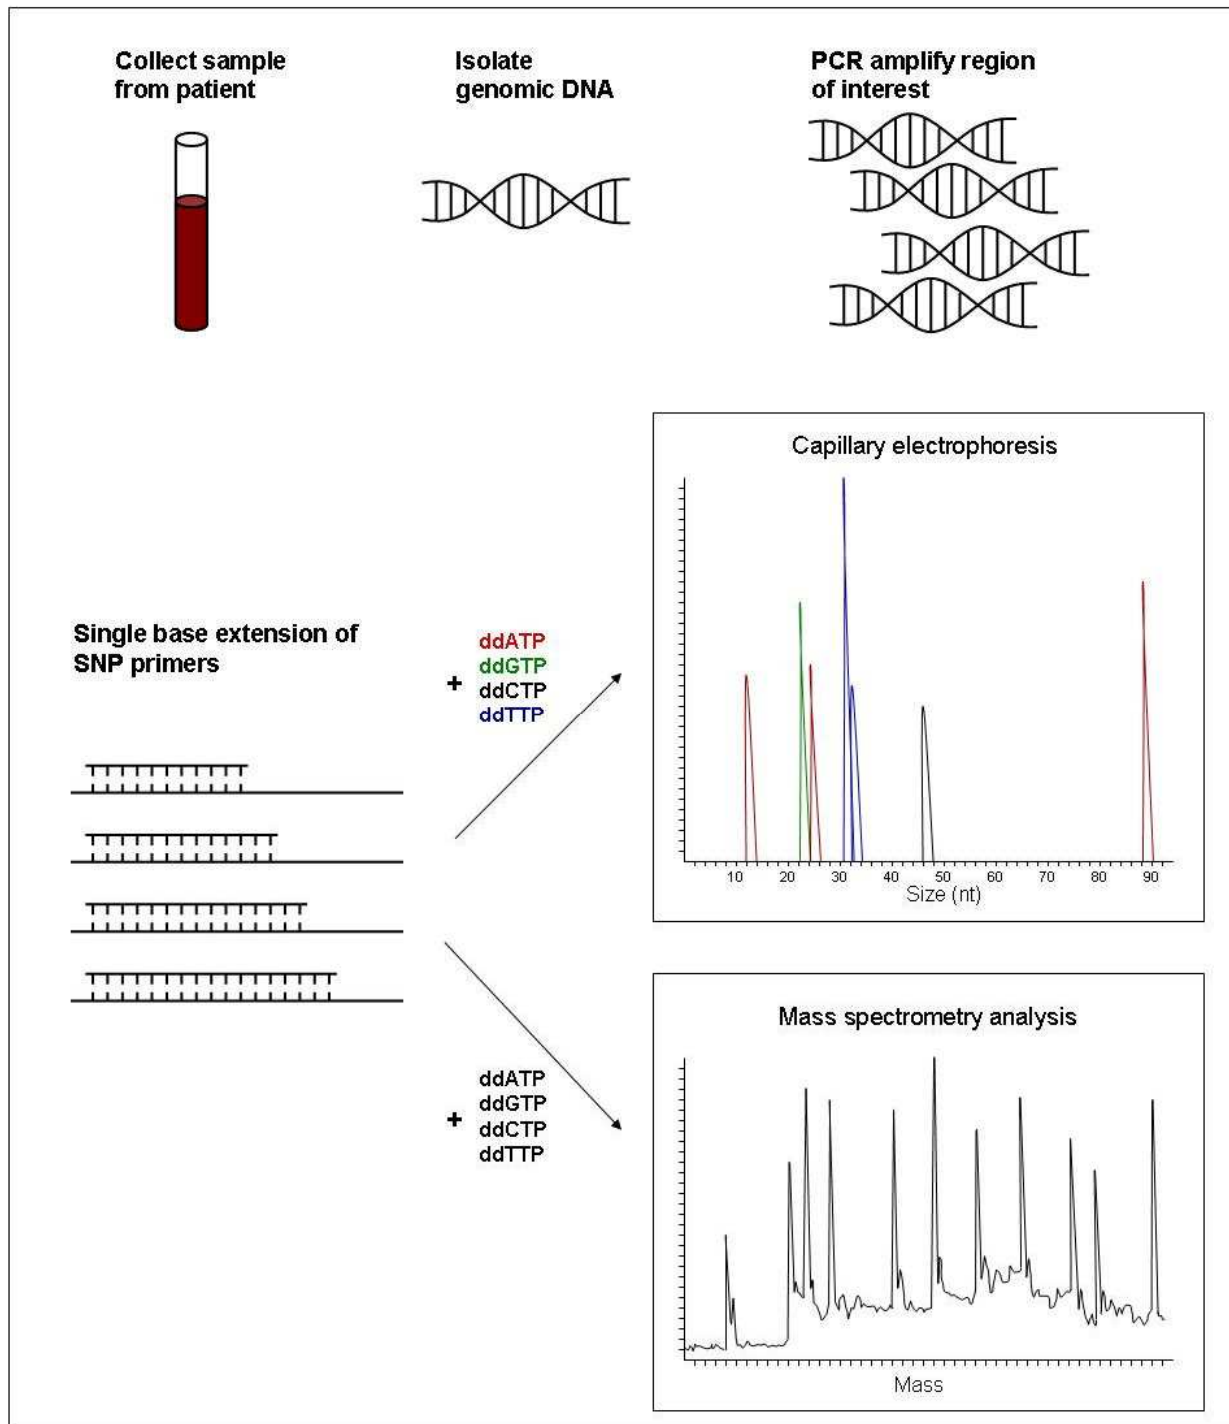 Collect sample
from patient
Isolate
genomic DNA
PCR amplify region
of interest
Capillary electrophoresis
Single base extension of
SNP primers
+
ddATP
ddGTP
ddCTP
ddTTP
10 20 30 40 50 60 70 80 90
Size (nt)
Mass spectrometry analysis
+
ddATP
ddGTP
ddCTP
ddTTP
Mass